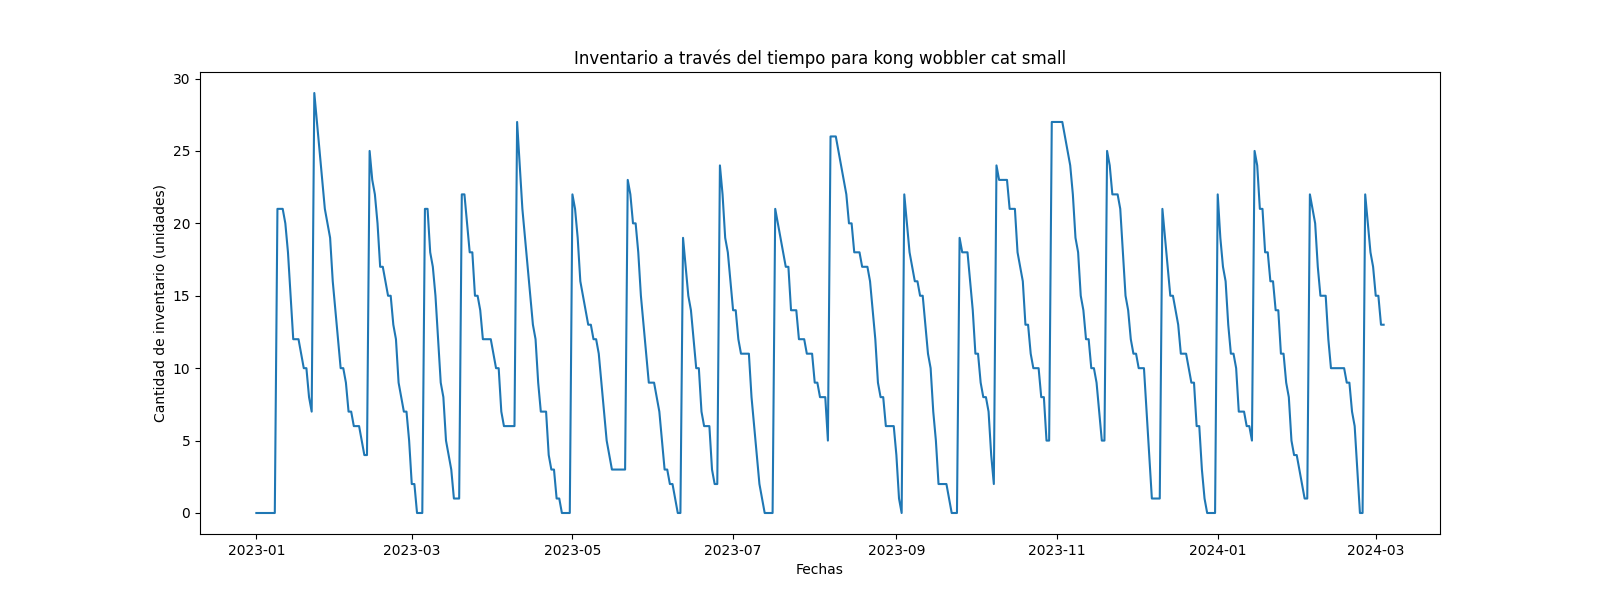 Inventario a través del tiempo para kong wobbler cat small
Cantidad de inventario (unidades)
30
25
20
15
10
5
0
2023-01 2023-03 2023-05 2023-07 2023-09 2023-11 2024-01 2024-03
Fechas